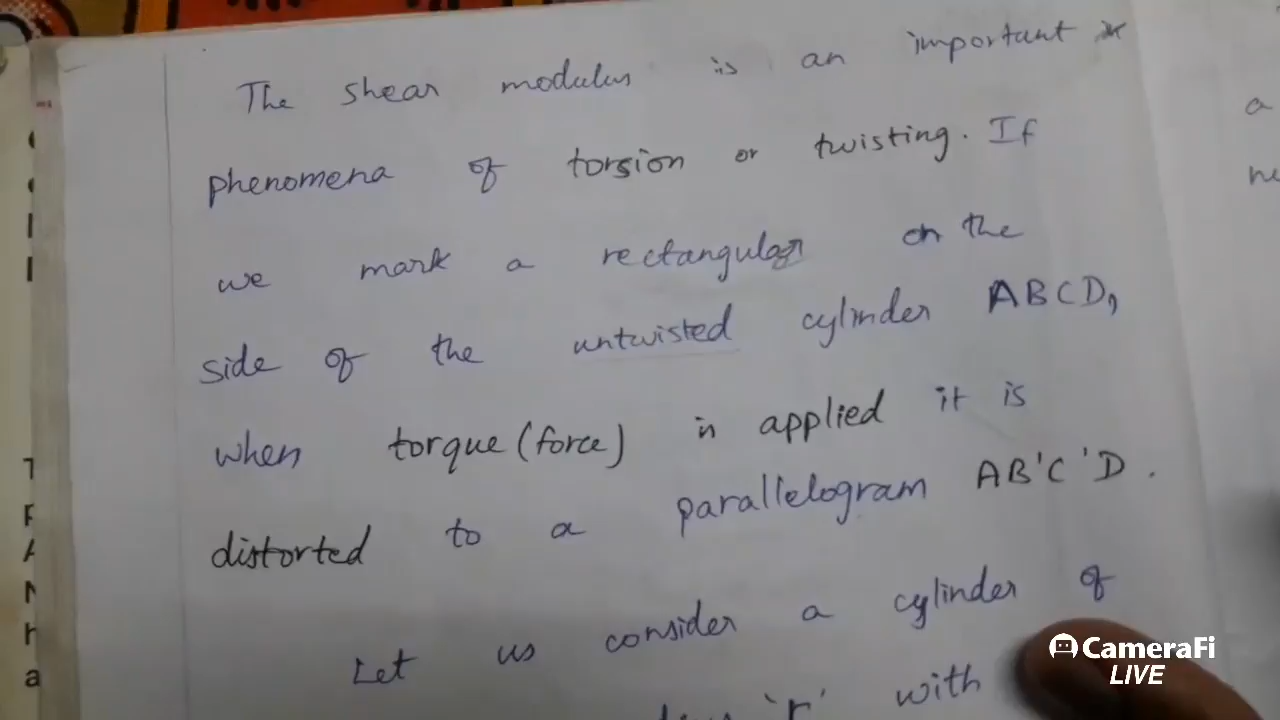 The shear modulus is an important
phenomena of torsion or twisting. If
we mark a rectangular on the
side of the untwisted cylinder ABCD,
when torque (force) is applied it is
distorted to a parallelogram AB'C'D.
Let us consider a cylinder of
'r' with
CameraFi
LIVE